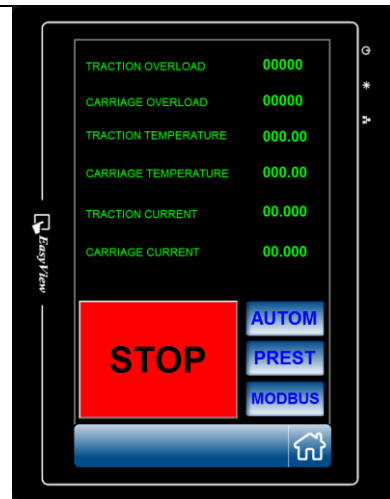 TRACTION OVERLOAD 00000
CARRIAGE OVERLOAD 00000
TRACTION TEMPERATURE 000.00
CARRIAGE TEMPERATURE 000.00
TRACTION CURRENT 00.000
CARRIAGE CURRENT 00.000
EasyView
STOP
AUTOM
PREST
MODBUS